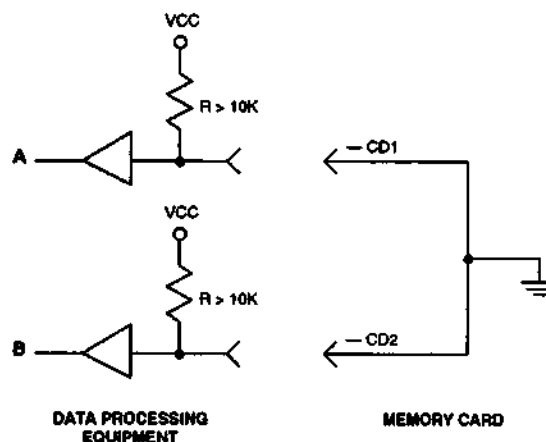 VCC
R > 10K
A
— CD1
VCC
R > 10K
B
— CD2
DATA PROCESSING
EQUIPMENT
MEMORY CARD